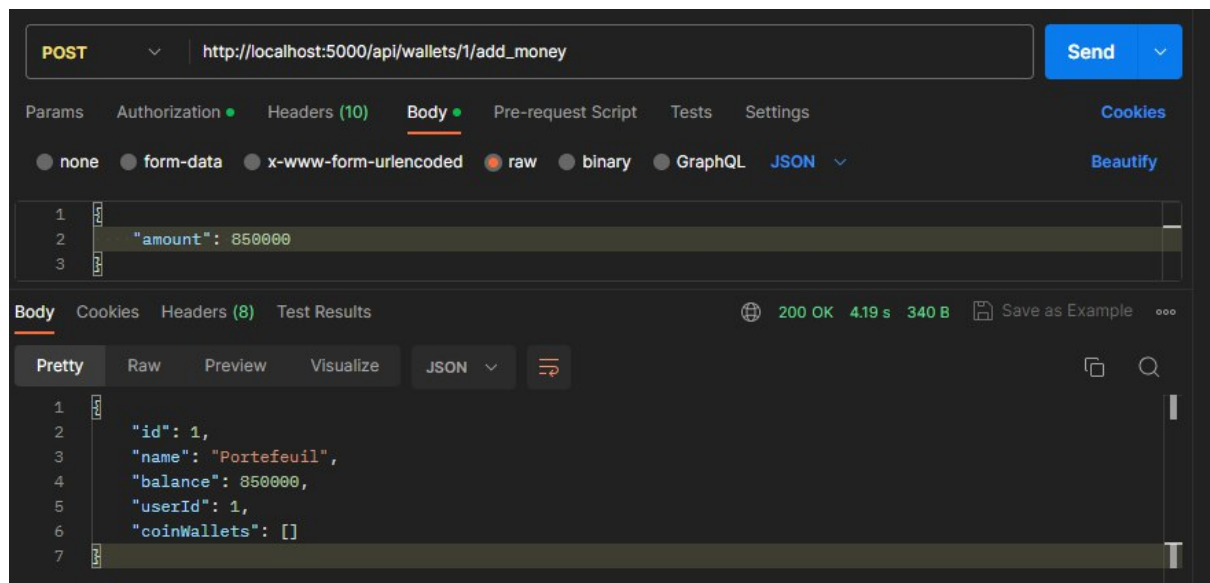 POST http://localhost:5000/api/wallets/1/add_money Send
Params Authorization Headers (10) Body Pre-request Script Tests Settings Cookies
none form-data x-www-form-urlencoded raw binary GraphQL JSON Beautify
1 {
2 "amount": 850000
3 }
Body Cookies Headers (8) Test Results 200 OK 4.19 s 340 B Save as Example
Pretty Raw Preview Visualize JSON
1 {
2 "id": 1,
3 "name": "Portefeuil",
4 "balance": 850000,
5 "userId": 1,
6 "coinWallets": []
7 }